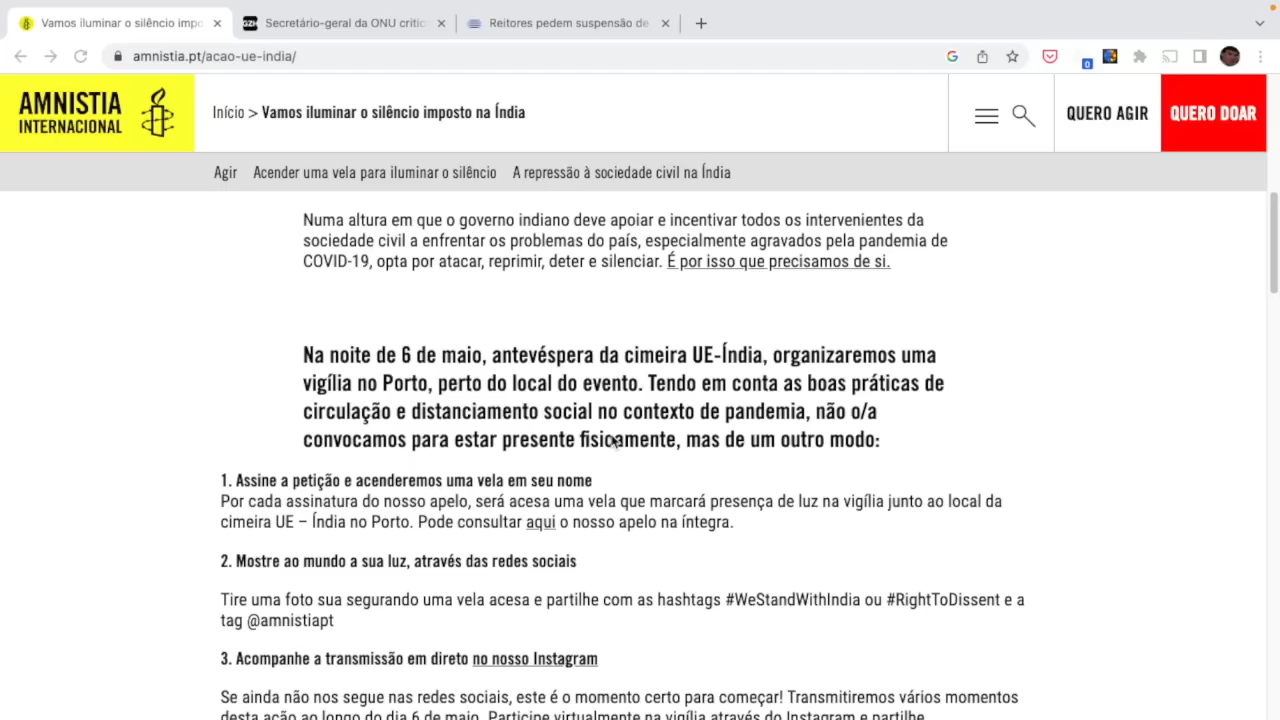 Vamos iluminar o silêncio impo
Secretário-geral da ONU critic
Reitores pedem suspensão de
amnistia.pt/acao-ue-india/
0
AMNISTIA
INTERNACIONAL
Início > Vamos iluminar o silêncio imposto na Índia
QUERO AGIR
QUERO DOAR
Agir Acender uma vela para iluminar o silêncio A repressão à sociedade civil na Índia
Numa altura em que o governo indiano deve apoiar e incentivar todos os intervenientes da
sociedade civil a enfrentar os problemas do país, especialmente agravados pela pandemia de
COVID-19, opta por atacar, reprimir, deter e silenciar. É por isso que precisamos de si.
Na noite de 6 de maio, antevéspera da cimeira UE-Índia, organizaremos uma
vigília no Porto, perto do local do evento. Tendo em conta as boas práticas de
circulação e distanciamento social no contexto de pandemia, não o/a
convocamos para estar presente fisicamente, mas de um outro modo:
1. Assine a petição e acenderemos uma vela em seu nome
Por cada assinatura do nosso apelo, será acesa uma vela que marcará presença de luz na vigília junto ao local da
cimeira UE – Índia no Porto. Pode consultar aqui o nosso apelo na íntegra.
2. Mostre ao mundo a sua luz, através das redes sociais
Tire uma foto sua segurando uma vela acesa e partilhe com as hashtags #WeStandWithIndia ou #RightToDissent e a
tag @amnistiapt
3. Acompanhe a transmissão em direto no nosso Instagram
Se ainda não nos segue nas redes sociais, este é o momento certo para começar! Transmitiremos vários momentos
desta ação ao longo do dia 6 de maio. Participe virtualmente na vigília através do Instagram e partilhe